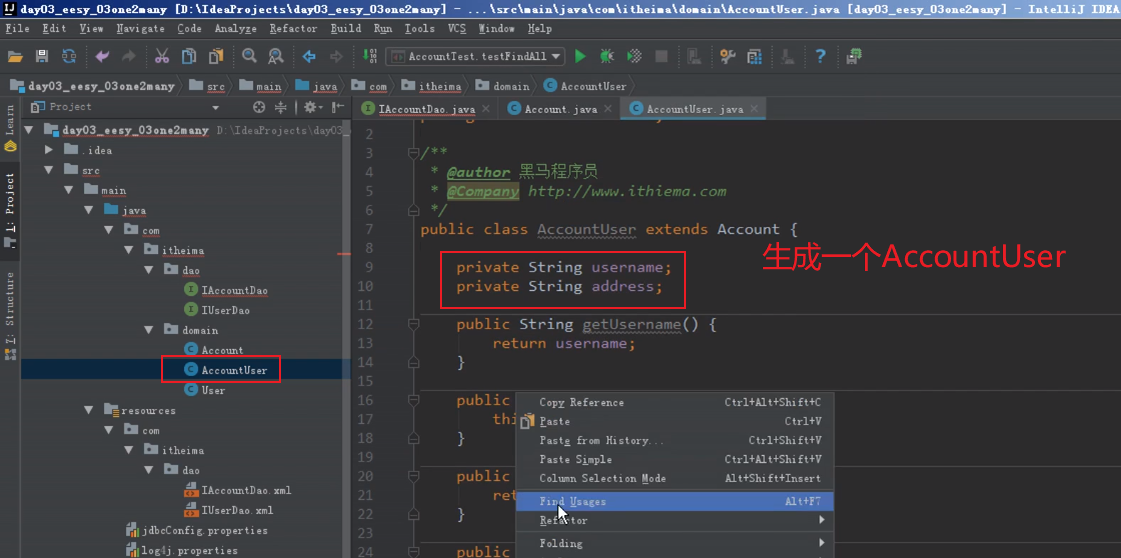 day03_eesy_03one2many [D:\IdeaProjects\day03_eesy_03one2many] - ...\src\main\java\com\itheima\domain\AccountUser.java [day03_eesy_03one2many] - IntelliJ IDEA
File Edit View Navigate Code Analyze Refactor Build Run Tools VCS Window Help
AccountTest.testFindAll
day03_eesy_03one2many src main java com itheima domain AccountUser
Project
IAccountDao.java Account.java AccountUser.java
Learn
1: Project
7: Structure
day03_eesy_03one2many D:\IdeaProjects\day03_
.idea
src
main
java
com
itheima
dao
IAccountDao
IUserDao
domain
Account
AccountUser
User
resources
com
itheima
dao
IAccountDao.xml
IUserDao.xml
jdbcConfig.properties
log4j.properties
2
3 /**
4 * @author 黑马程序员
5 * @Company http://www.ithiema.com
6 */
7 public class AccountUser extends Account {
8
9 private String username;
10 private String address;
11
12 public String getUsername() {
13 return username;
14 }
15
16 public
17 thi
18 }
19
20 public
21 ret
22 }
23
24 public
生成一个AccountUser
Copy Reference Ctrl+Alt+Shift+C
Paste Ctrl+V
Paste from History... Ctrl+Shift+V
Paste Simple Ctrl+Alt+Shift+V
Column Selection Mode Alt+Shift+Insert
Find Usages Alt+F7
Refactor
Folding